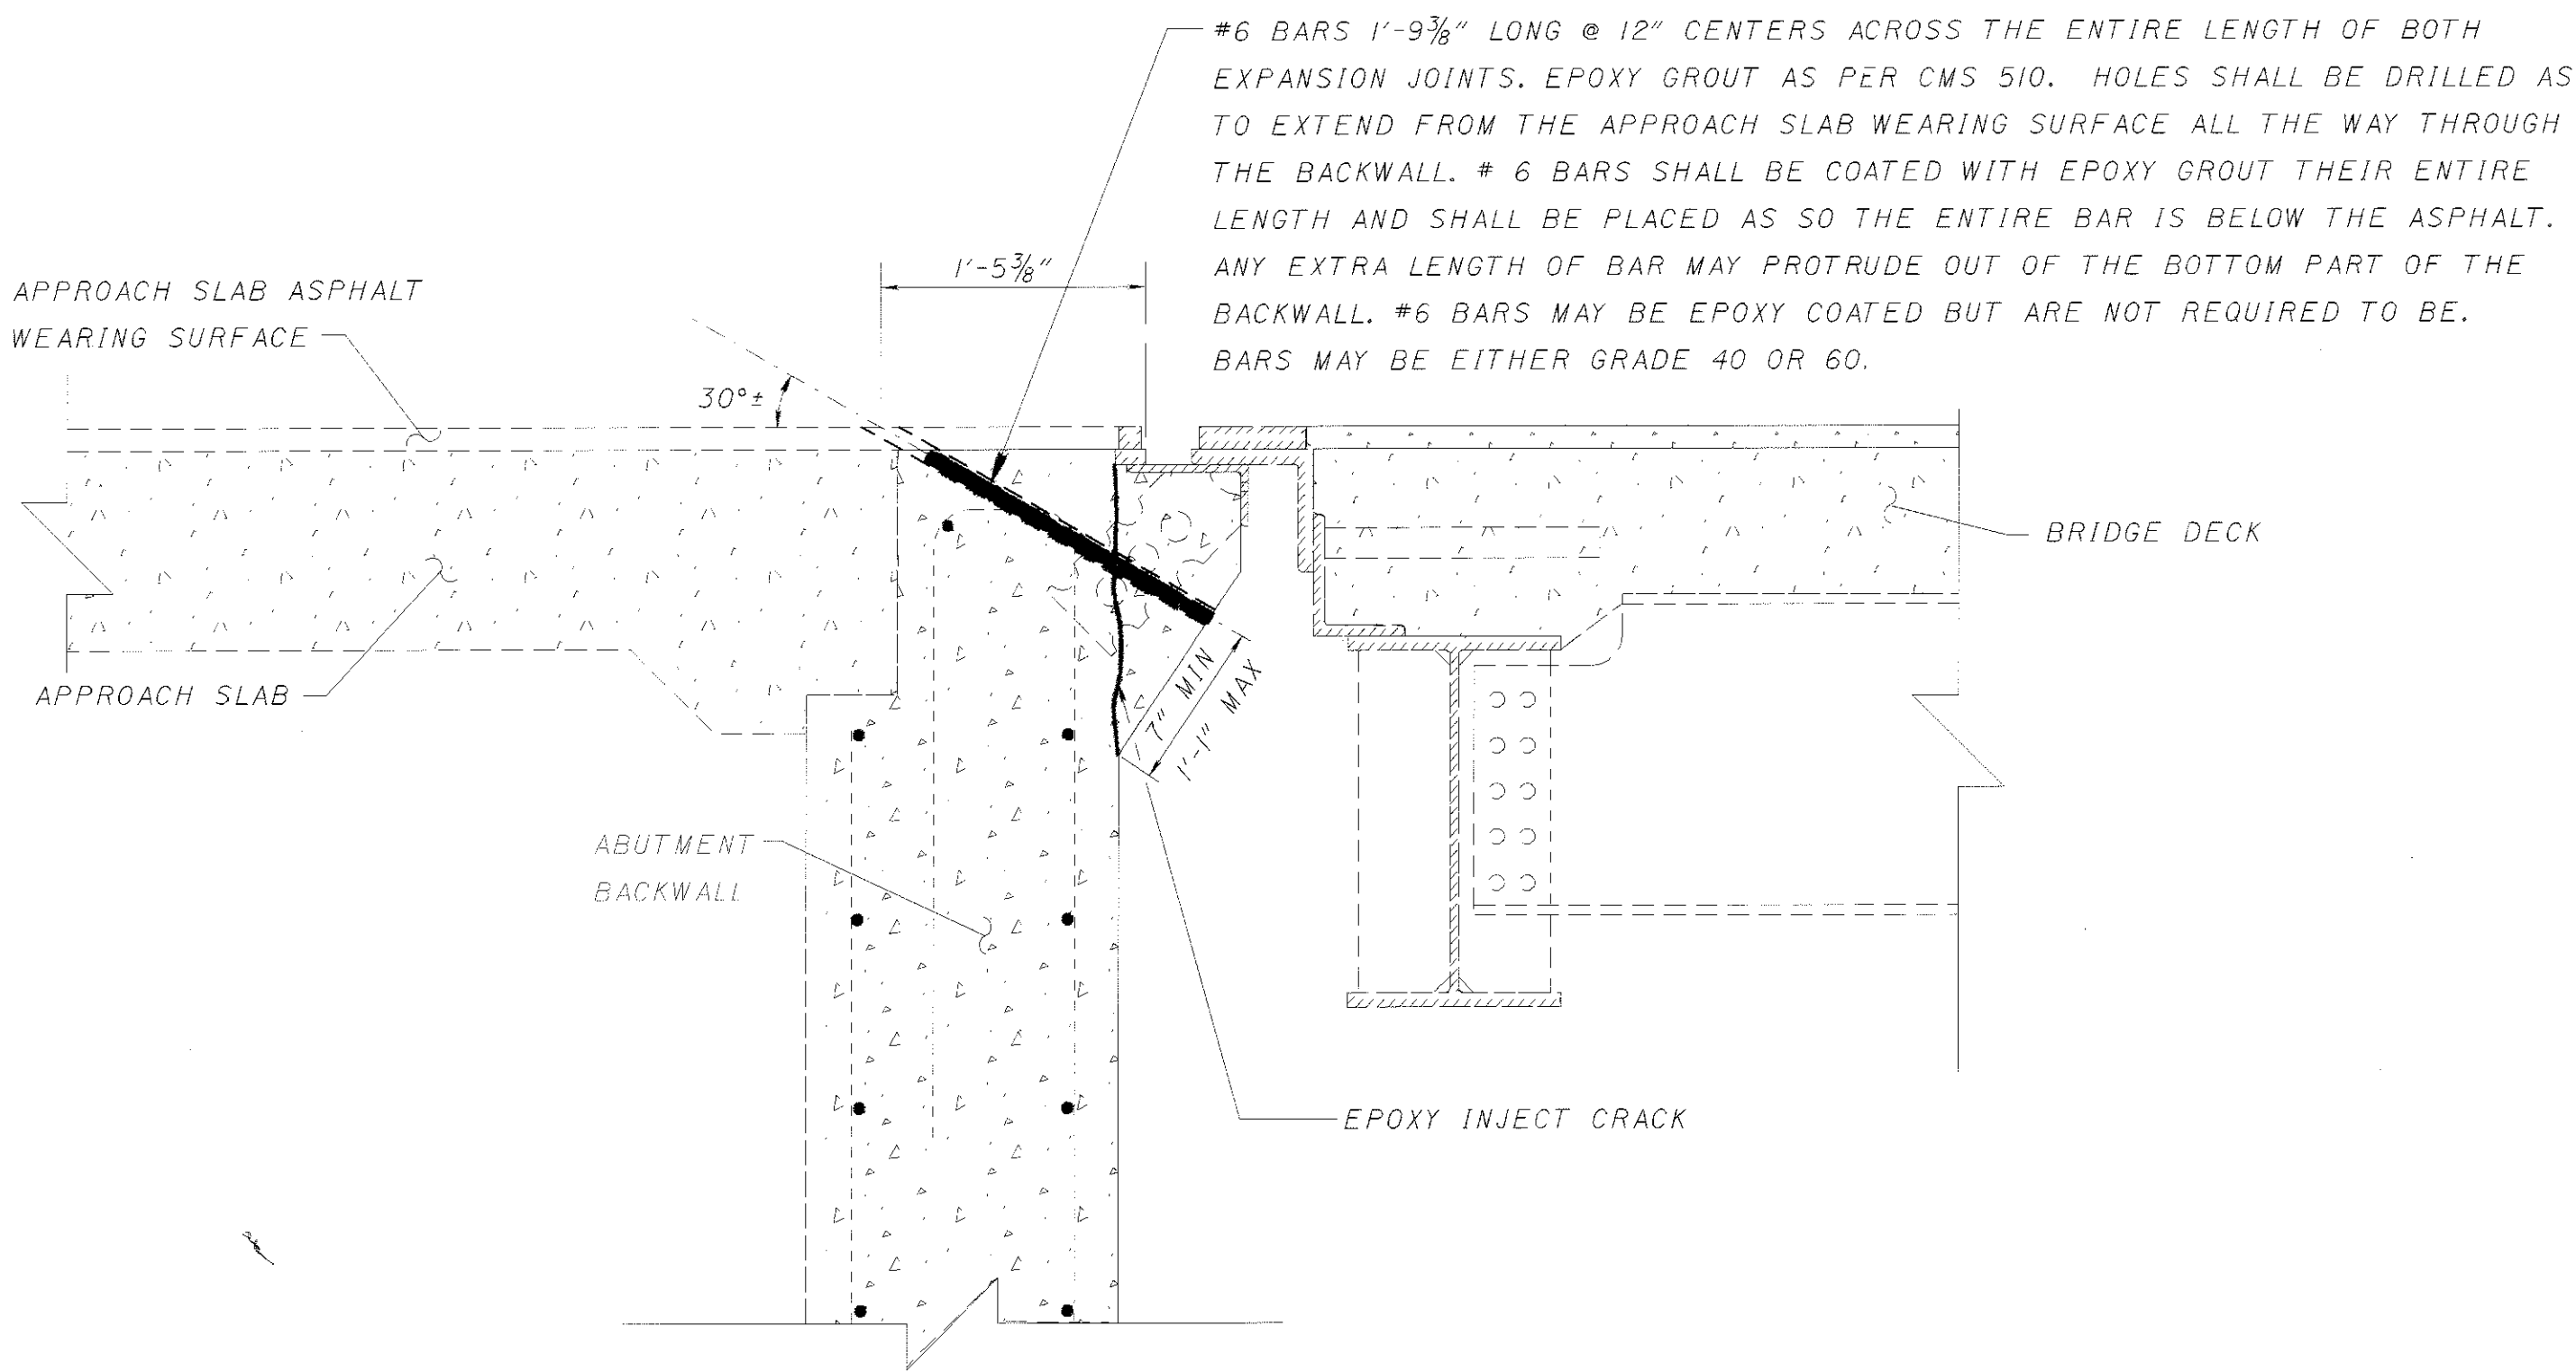 #6 BARS 1'-9⅜" LONG @ 12" CENTERS ACROSS THE ENTIRE LENGTH OF BOTH
EXPANSION JOINTS. EPOXY GROUT AS PER CMS 510. HOLES SHALL BE DRILLED AS
TO EXTEND FROM THE APPROACH SLAB WEARING SURFACE ALL THE WAY THROUGH
THE BACKWALL. # 6 BARS SHALL BE COATED WITH EPOXY GROUT THEIR ENTIRE
LENGTH AND SHALL BE PLACED AS SO THE ENTIRE BAR IS BELOW THE ASPHALT.
ANY EXTRA LENGTH OF BAR MAY PROTRUDE OUT OF THE BOTTOM PART OF THE
BACKWALL. #6 BARS MAY BE EPOXY COATED BUT ARE NOT REQUIRED TO BE.
BARS MAY BE EITHER GRADE 40 OR 60.
1'-5⅜"
APPROACH SLAB ASPHALT
WEARING SURFACE
30°±
BRIDGE DECK
APPROACH SLAB
7" MIN
1'-1" MAX
ABUTMENT
BACKWALL
EPOXY INJECT CRACK